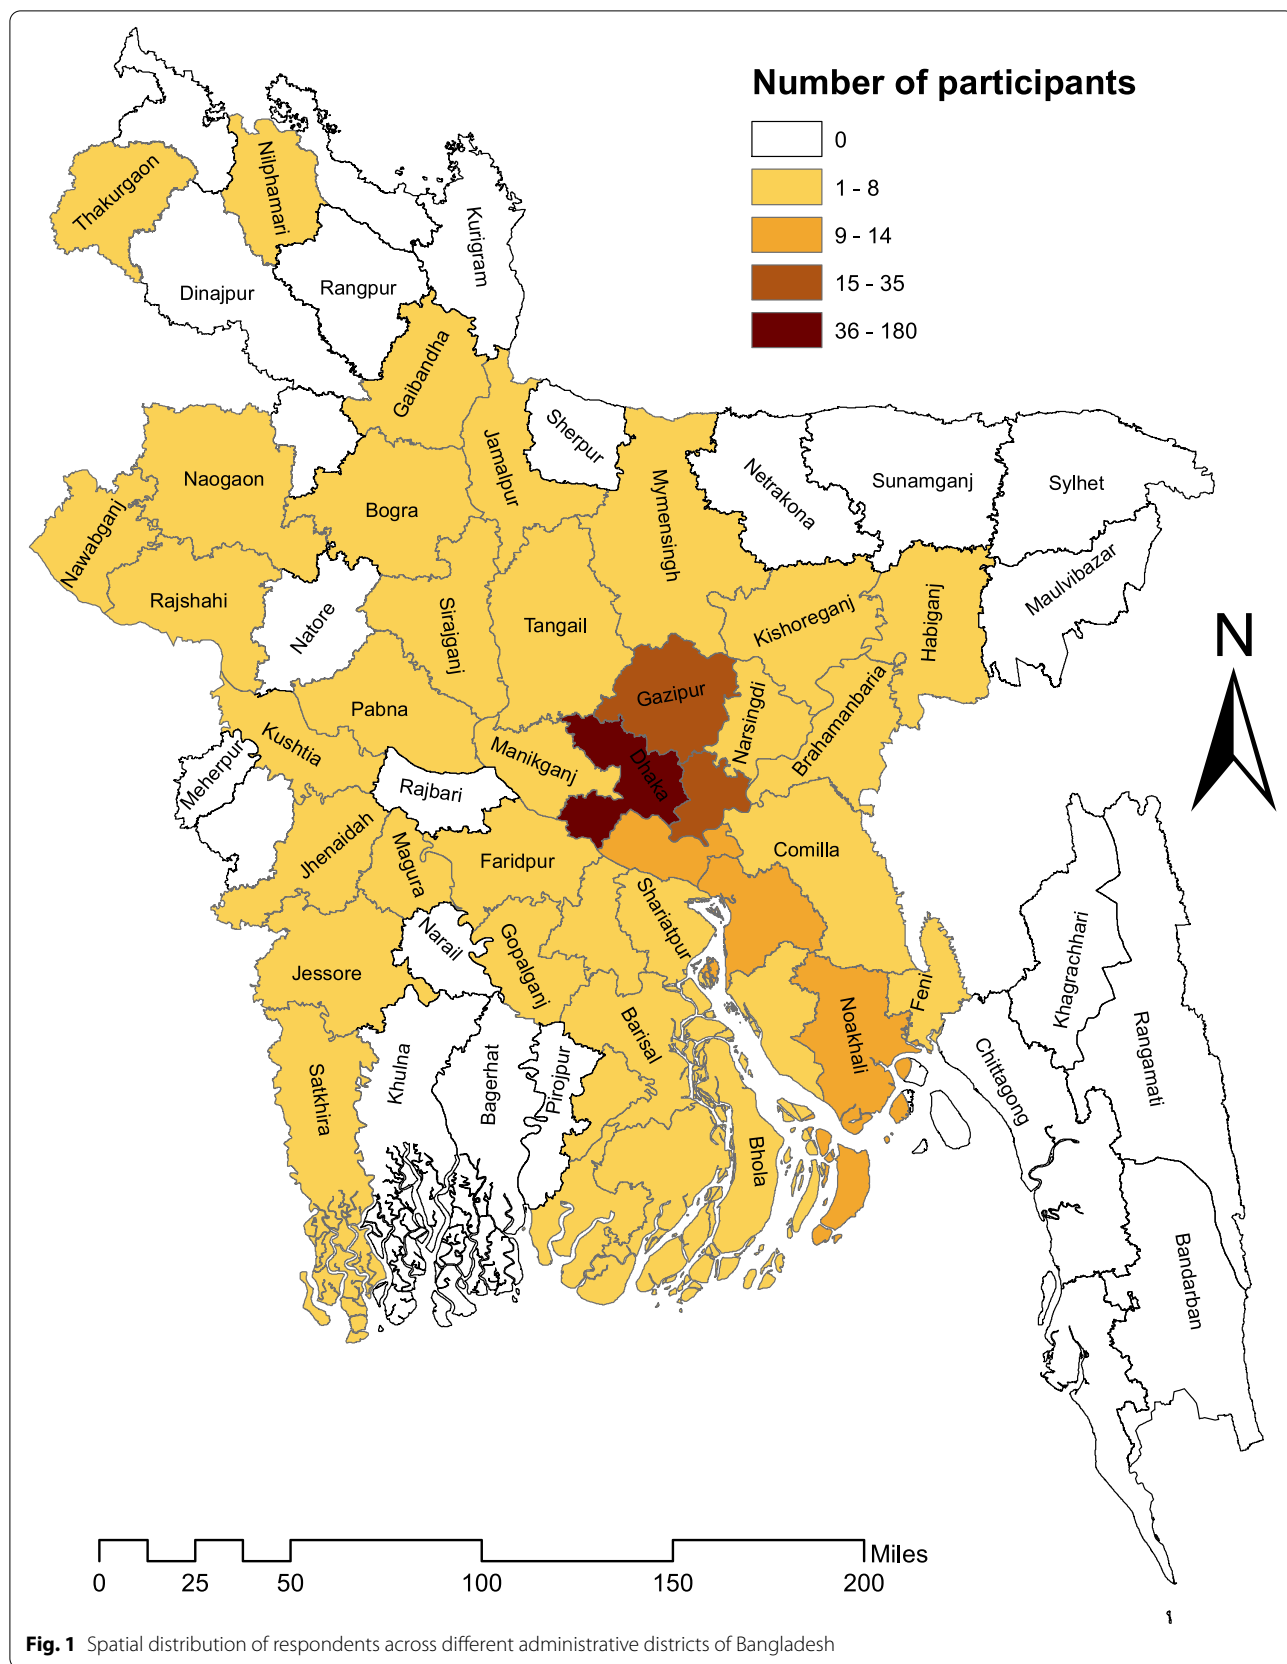 Number of participants
0
1 - 8
9 - 14
15 - 35
36 - 180
Thakurgaon
Nilphamari
Kurigram
Dinajpur
Rangpur
Gaibandha
Sherpur
Jamalpur
Naogaon
Bogra
Mymensingh
Netrakona
Sunamganj
Sylhet
Nawabganj
Maulvibazar
Rajshahi
Natore
Sirajganj
Tangail
Kishoreganj
Habiganj
N
Gazipur
Pabna
Narsingdi
Brahamanbaria
Kushtia
Manikganj
Dhaka
Meherpur
Rajbari
Jhenaidah
Magura
Faridpur
Comilla
Shariatpur
Narail
Gopalganj
Jessore
Khagrachhari
Feni
Noakhali
Barisal
Khulna
Bagerhat
Pirojpur
Satkhira
Chittagong
Rangamati
Bhola
Bandarban
Miles
0 25 50 100 150 200
Fig. 1 Spatial distribution of respondents across different administrative districts of Bangladesh